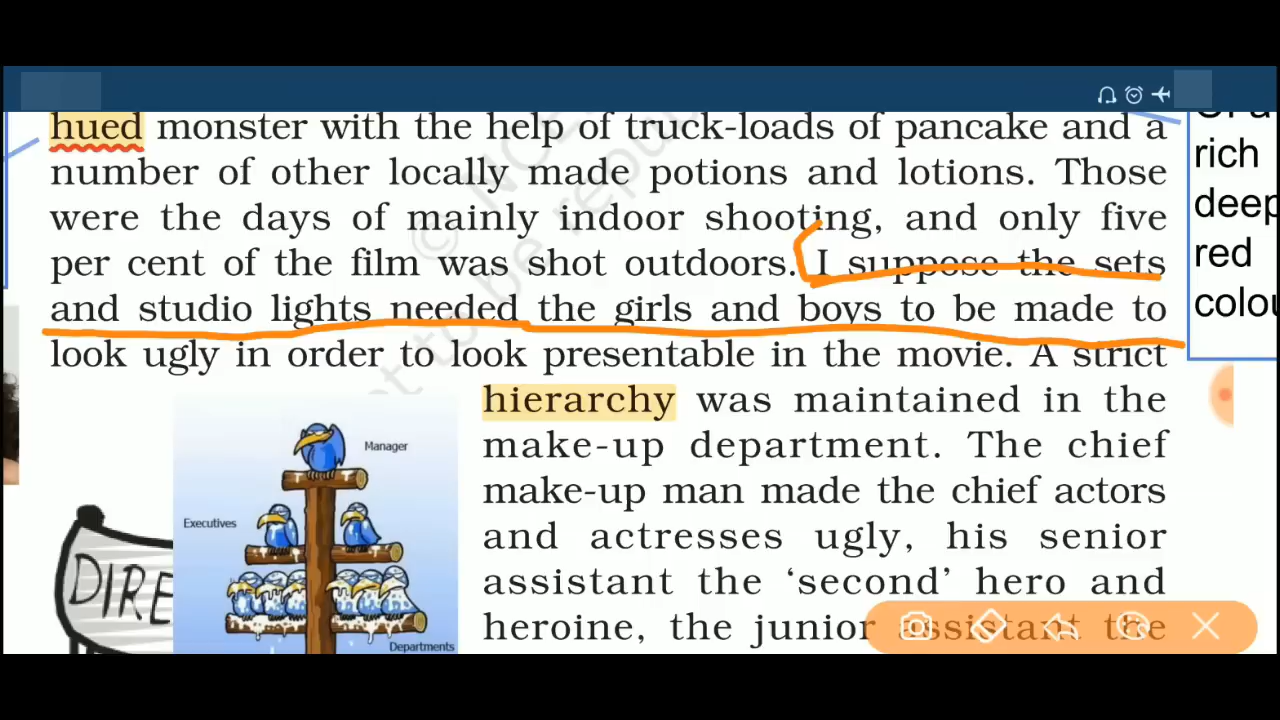 hued monster with the help of truck-loads of pancake and a
number of other locally made potions and lotions. Those
were the days of mainly indoor shooting, and only five
per cent of the film was shot outdoors. I suppose the sets
and studio lights needed the girls and boys to be made to
look ugly in order to look presentable in the movie. A strict
hierarchy was maintained in the
make-up department. The chief
make-up man made the chief actors
and actresses ugly, his senior
assistant the ‘second’ hero and
heroine, the junior assistant the
rich
deep
red
colou
Manager
Executives
Departments
DIRE